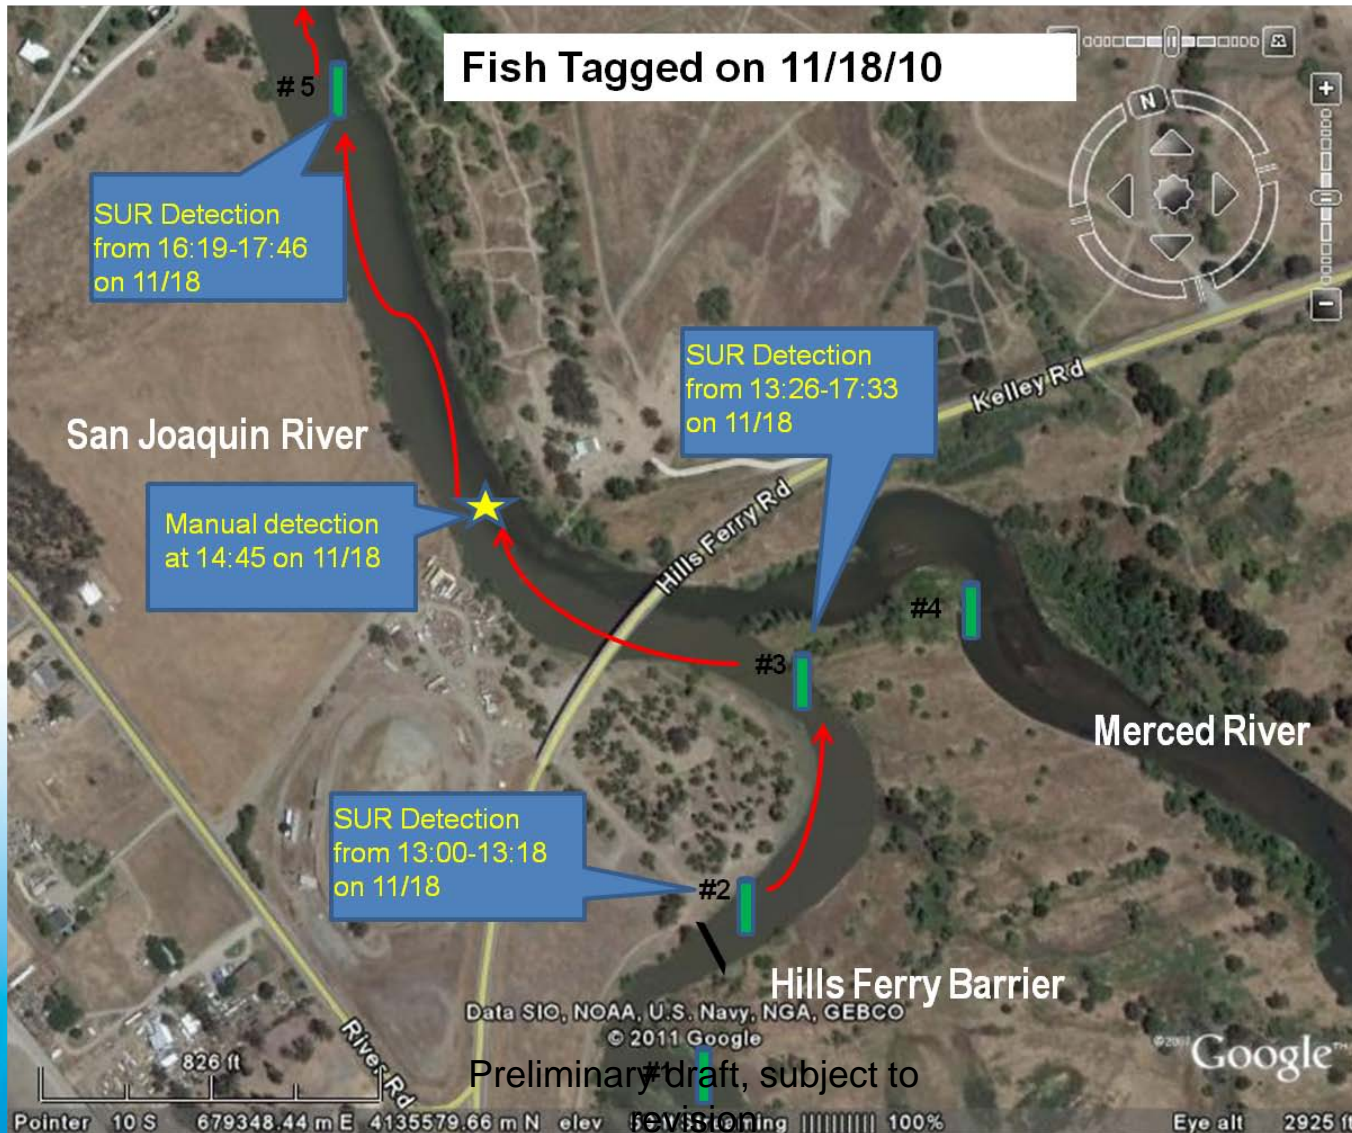 Fish Tagged on 11/18/10
N
# 5
SUR Detection
from 16:19-17:46
on 11/18
SUR Detection
from 13:26-17:33
on 11/18
Kelley Rd
San Joaquin River
Manual detection
at 14:45 on 11/18
Hills Ferry Rd
#4
#3
Merced River
SUR Detection
from 13:00-13:18
on 11/18
#2
Hills Ferry Barrier
Data SIO, NOAA, U.S. Navy, NGA, GEBCO
© 2011 Google
Google™
River Rd
826 ft
#1
Preliminary draft, subject to
revision
Pointer 10 S 679348.44 m E 4135579.66 m N elev
100%
Eye alt 2925 ft